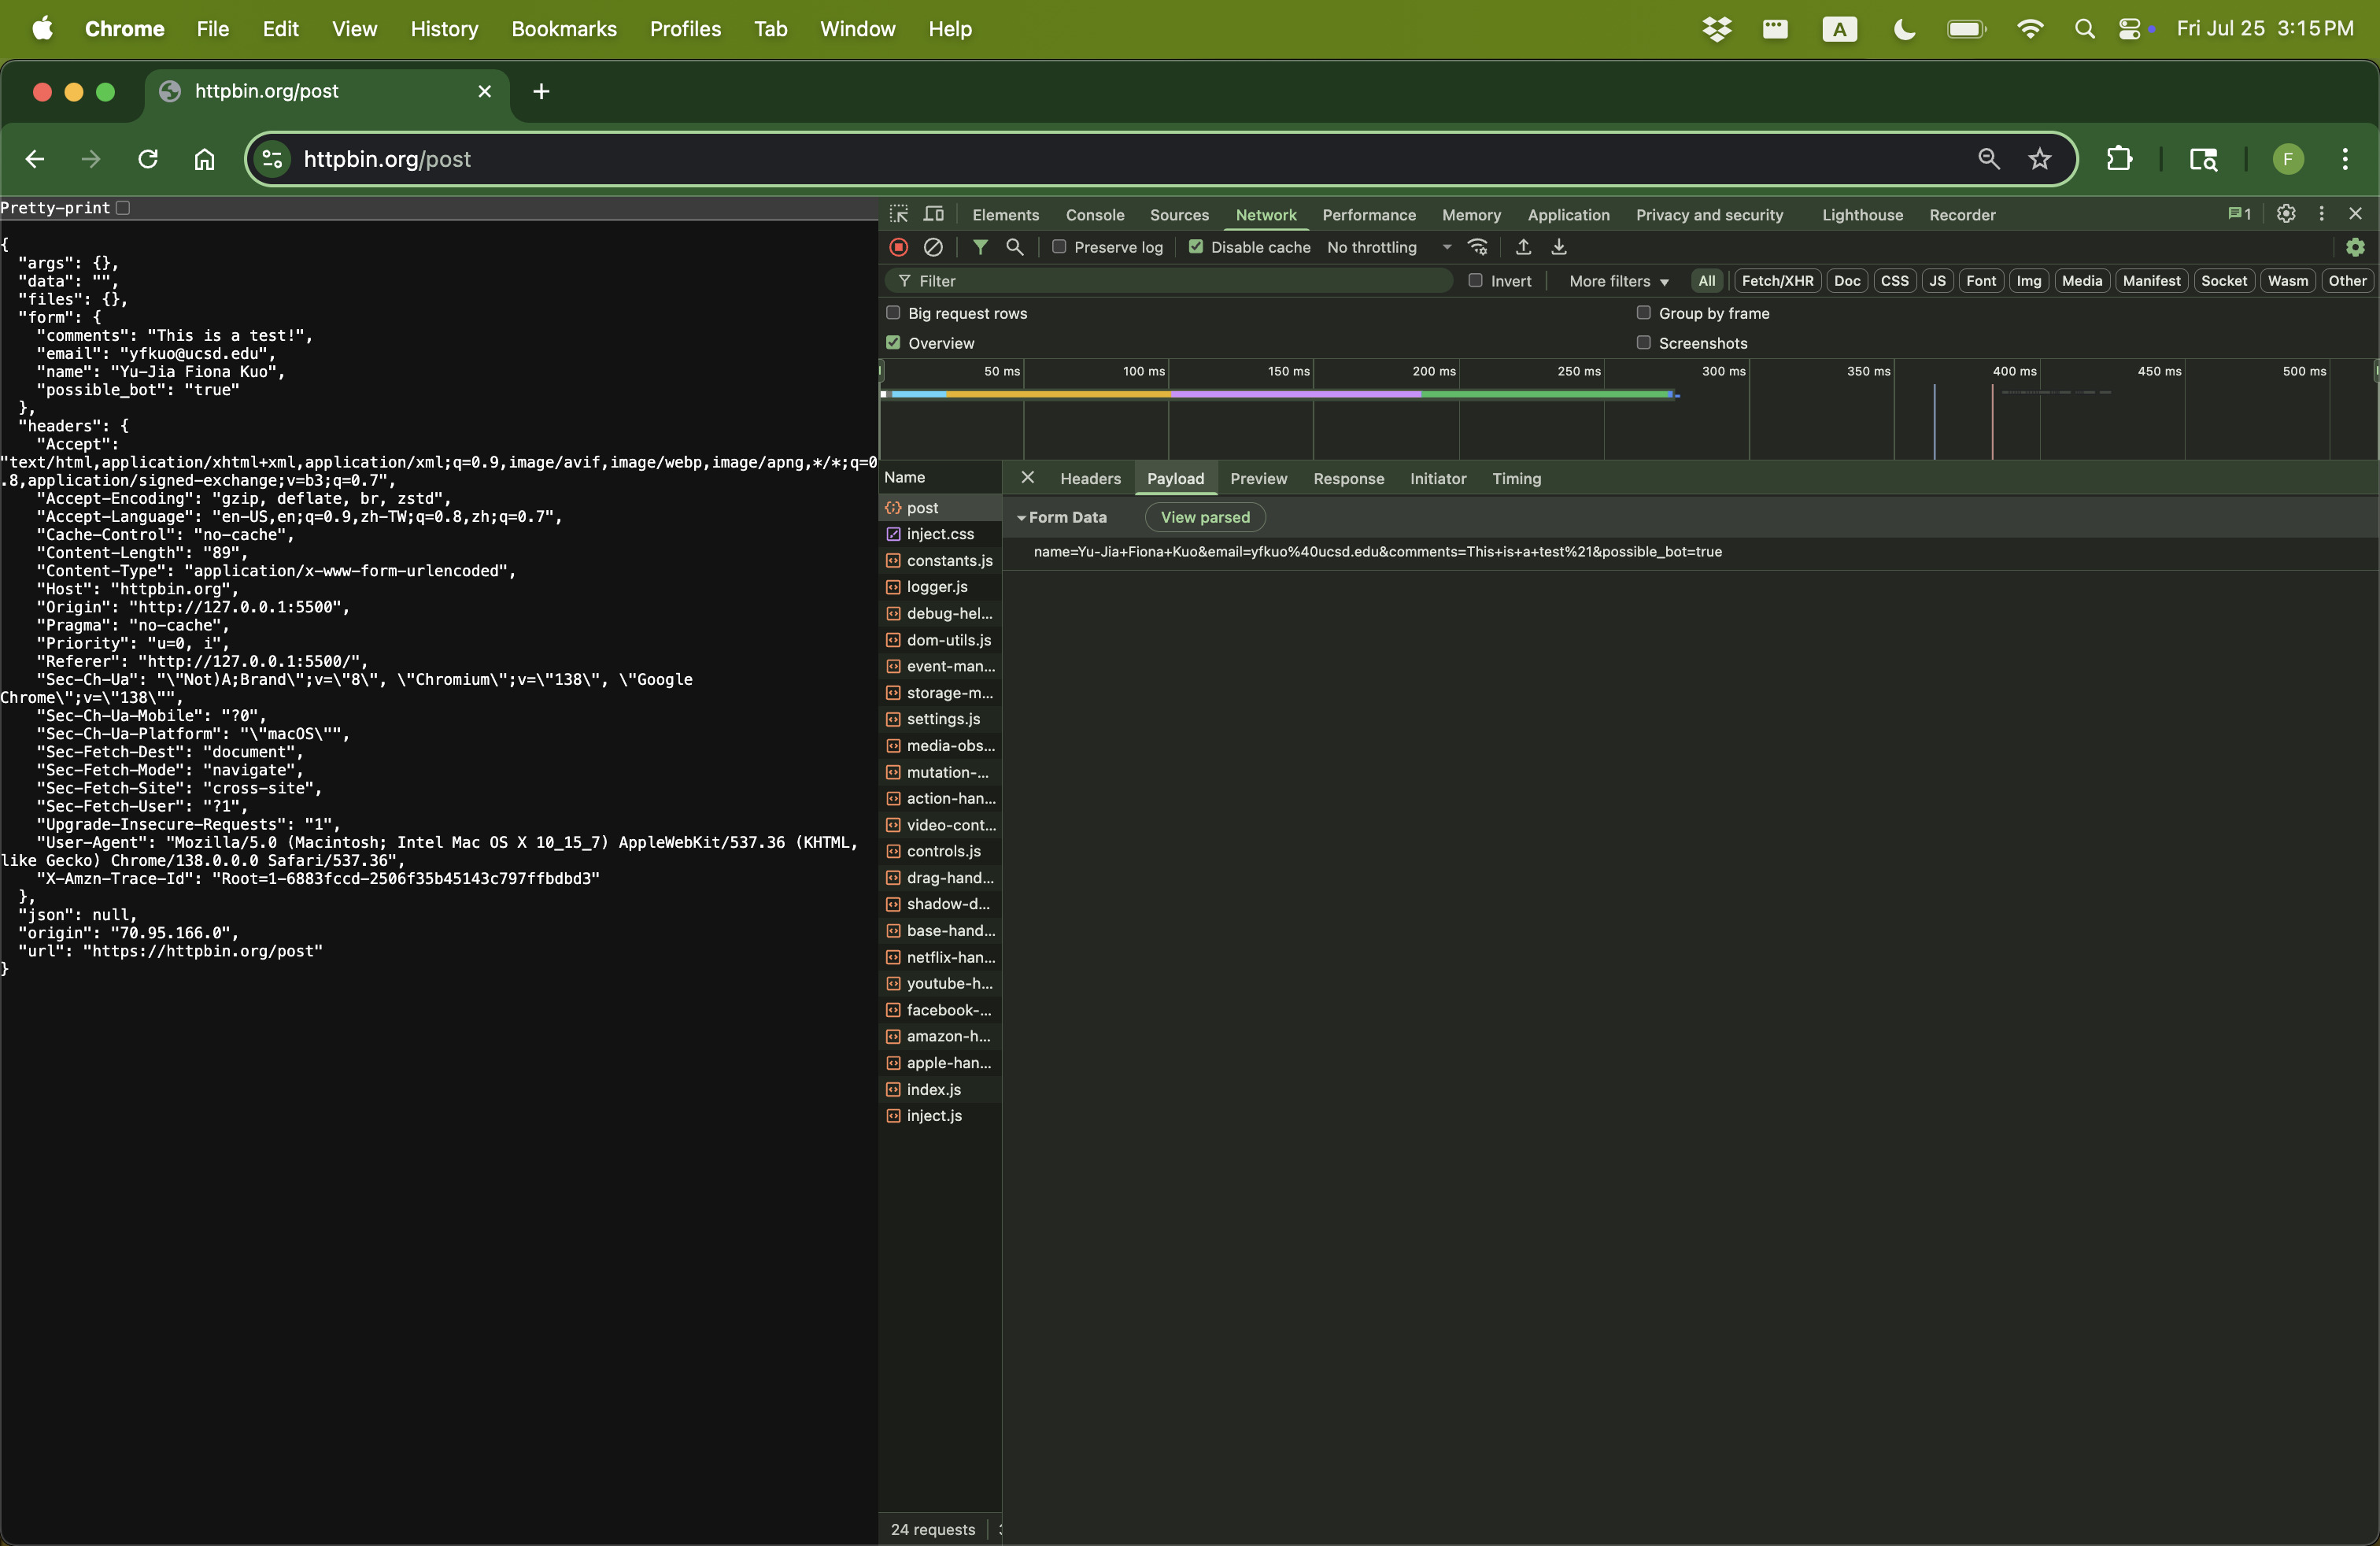 Chrome File Edit View History Bookmarks Profiles Tab Window Help A Fri Jul 25 3:15 PM
httpbin.org/post
httpbin.org/post F
Pretty-print
{
  "args": {},
  "data": "",
  "files": {},
  "form": {
    "comments": "This is a test!",
    "email": "yfkuo@ucsd.edu",
    "name": "Yu-Jia Fiona Kuo",
    "possible_bot": "true"
  },
  "headers": {
    "Accept":
"text/html,application/xhtml+xml,application/xml;q=0.9,image/avif,image/webp,image/apng,*/*;q=0
.8,application/signed-exchange;v=b3;q=0.7",
    "Accept-Encoding": "gzip, deflate, br, zstd",
    "Accept-Language": "en-US,en;q=0.9,zh-TW;q=0.8,zh;q=0.7",
    "Cache-Control": "no-cache",
    "Content-Length": "89",
    "Content-Type": "application/x-www-form-urlencoded",
    "Host": "httpbin.org",
    "Origin": "http://127.0.0.1:5500",
    "Pragma": "no-cache",
    "Priority": "u=0, i",
    "Referer": "http://127.0.0.1:5500/",
    "Sec-Ch-Ua": "\"Not)A;Brand\";v=\"8\", \"Chromium\";v=\"138\", \"Google
Chrome\";v=\"138\"",
    "Sec-Ch-Ua-Mobile": "?0",
    "Sec-Ch-Ua-Platform": "\"macOS\"",
    "Sec-Fetch-Dest": "document",
    "Sec-Fetch-Mode": "navigate",
    "Sec-Fetch-Site": "cross-site",
    "Sec-Fetch-User": "?1",
    "Upgrade-Insecure-Requests": "1",
    "User-Agent": "Mozilla/5.0 (Macintosh; Intel Mac OS X 10_15_7) AppleWebKit/537.36 (KHTML,
like Gecko) Chrome/138.0.0.0 Safari/537.36",
    "X-Amzn-Trace-Id": "Root=1-6883fccd-2506f35b45143c797ffbdbd3"
  },
  "json": null,
  "origin": "70.95.166.0",
  "url": "https://httpbin.org/post"
}
Elements Console Sources Network Performance Memory Application Privacy and security Lighthouse Recorder 1
Preserve log Disable cache No throttling
Filter Invert More filters All Fetch/XHR Doc CSS JS Font Img Media Manifest Socket Wasm Other
Big request rows Group by frame
Overview Screenshots
50 ms 100 ms 150 ms 200 ms 250 ms 300 ms 350 ms 400 ms 450 ms 500 ms
Name
post
inject.css
constants.js
logger.js
debug-hel...
dom-utils.js
event-man...
storage-m...
settings.js
media-obs...
mutation-...
action-han...
video-cont...
controls.js
drag-hand...
shadow-d...
base-hand...
netflix-han...
youtube-h...
facebook-...
amazon-h...
apple-han...
index.js
inject.js
24 requests
Headers Payload Preview Response Initiator Timing
Form Data View parsed
name=Yu-Jia+Fiona+Kuo&email=yfkuo%40ucsd.edu&comments=This+is+a+test%21&possible_bot=true